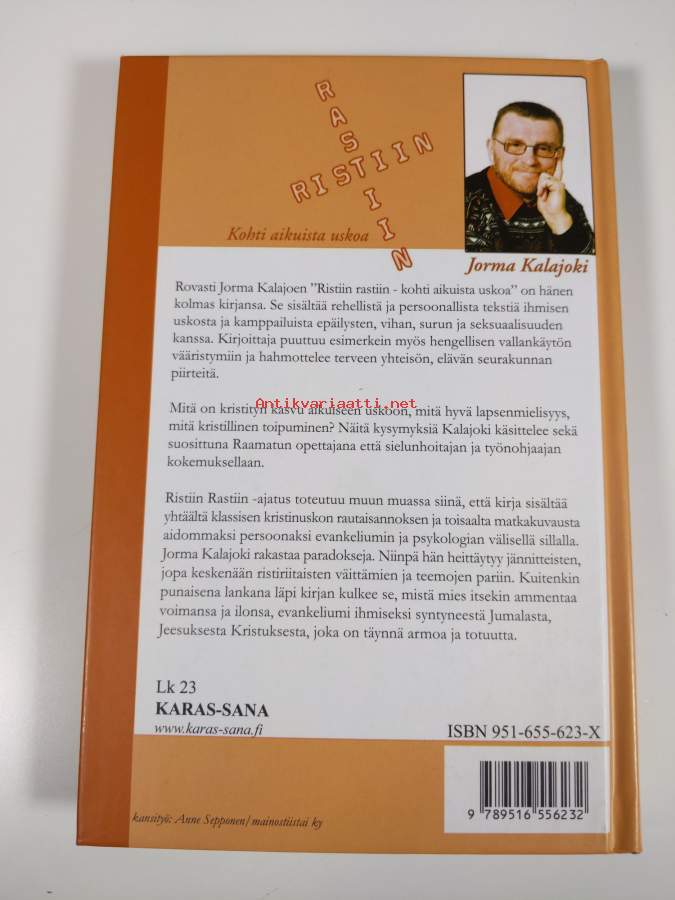 RASTIIN
RISTIIN
Kohti aikuista uskoa
Jorma Kalajoki
Rovasti Jorma Kalajoen ”Ristiin rastiin - kohti aikuista uskoa” on hänen
kolmas kirjansa. Se sisältää rehellistä ja persoonallista tekstiä ihmisen
uskosta ja kamppailuista epäilysten, vihan, surun ja seksuaalisuuden
kanssa. Kirjoittaja puuttuu esimerkein myös hengellisen vallankäytön
vääristymiin ja hahmottelee terveen yhteisön, elävän seurakunnan
piirteitä.
Antikvariaatti.net
Mitä on kristityn kasvu aikuiseen uskoon, mitä hyvä lapsenmielisyys,
mitä kristillinen toipuminen? Näitä kysymyksiä Kalajoki käsittelee sekä
suosittuna Raamatun opettajana että sielunhoitajan ja työnohjaajan
kokemuksellaan.
Ristiin Rastiin -ajatus toteutuu muun muassa siinä, että kirja sisältää
yhtäältä klassisen kristinuskon rautaisannoksen ja toisaalta matkakuvausta
aidommaksi persoonaksi evankeliumin ja psykologian välisellä sillalla.
Jorma Kalajoki rakastaa paradokseja. Niinpä hän heittäytyy jännitteisten,
jopa keskenään ristiriitaisten väittämien ja teemojen pariin. Kuitenkin
punaisena lankana läpi kirjan kulkee se, mistä mies itsekin ammentaa
voimansa ja ilonsa, evankeliumi ihmiseksi syntyneestä Jumalasta,
Jeesuksesta Kristuksesta, joka on täynnä armoa ja totuutta.
Lk 23
KARAS-SANA
www.karas-sana.fi
ISBN 951-655-623-X
9 789516 556232
kansityö: Anne Sepponen/mainostiistai ky